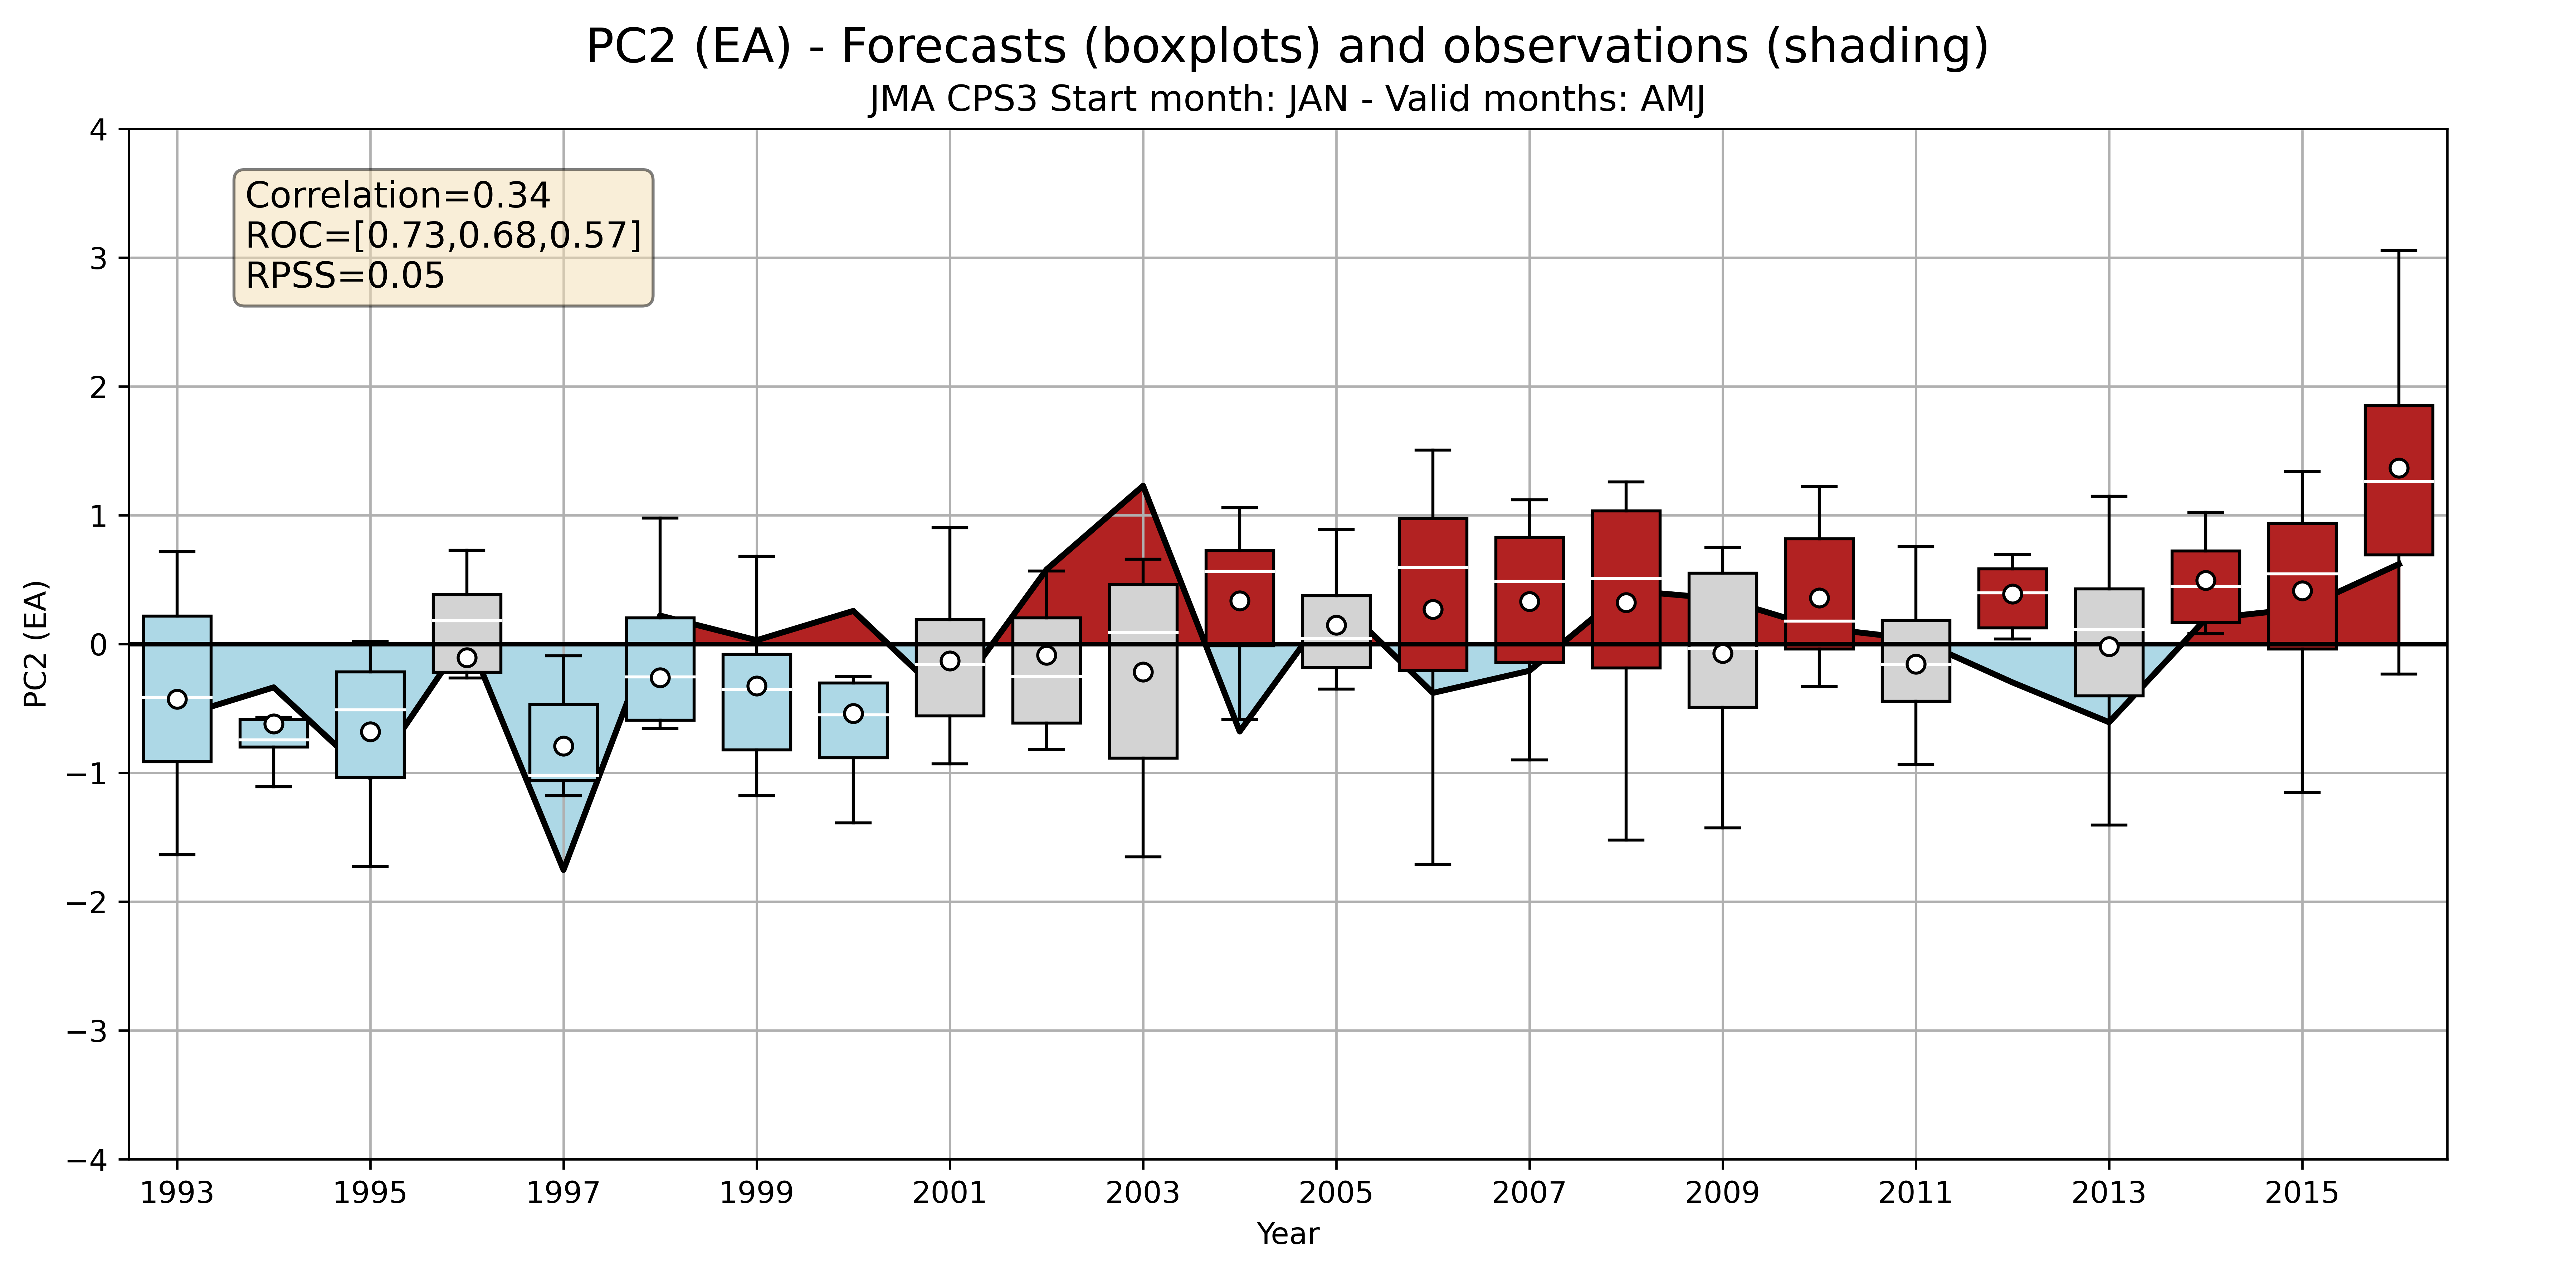 PC2 (EA) - Forecasts (boxplots) and observations (shading)
JMA CPS3 Start month: JAN - Valid months: AMJ
Correlation=0.34
ROC=[0.73,0.68,0.57]
RPSS=0.05
PC2 (EA)
4
3
2
1
0
−1
−2
−3
−4
1993 1995 1997 1999 2001 2003 2005 2007 2009 2011 2013 2015
Year